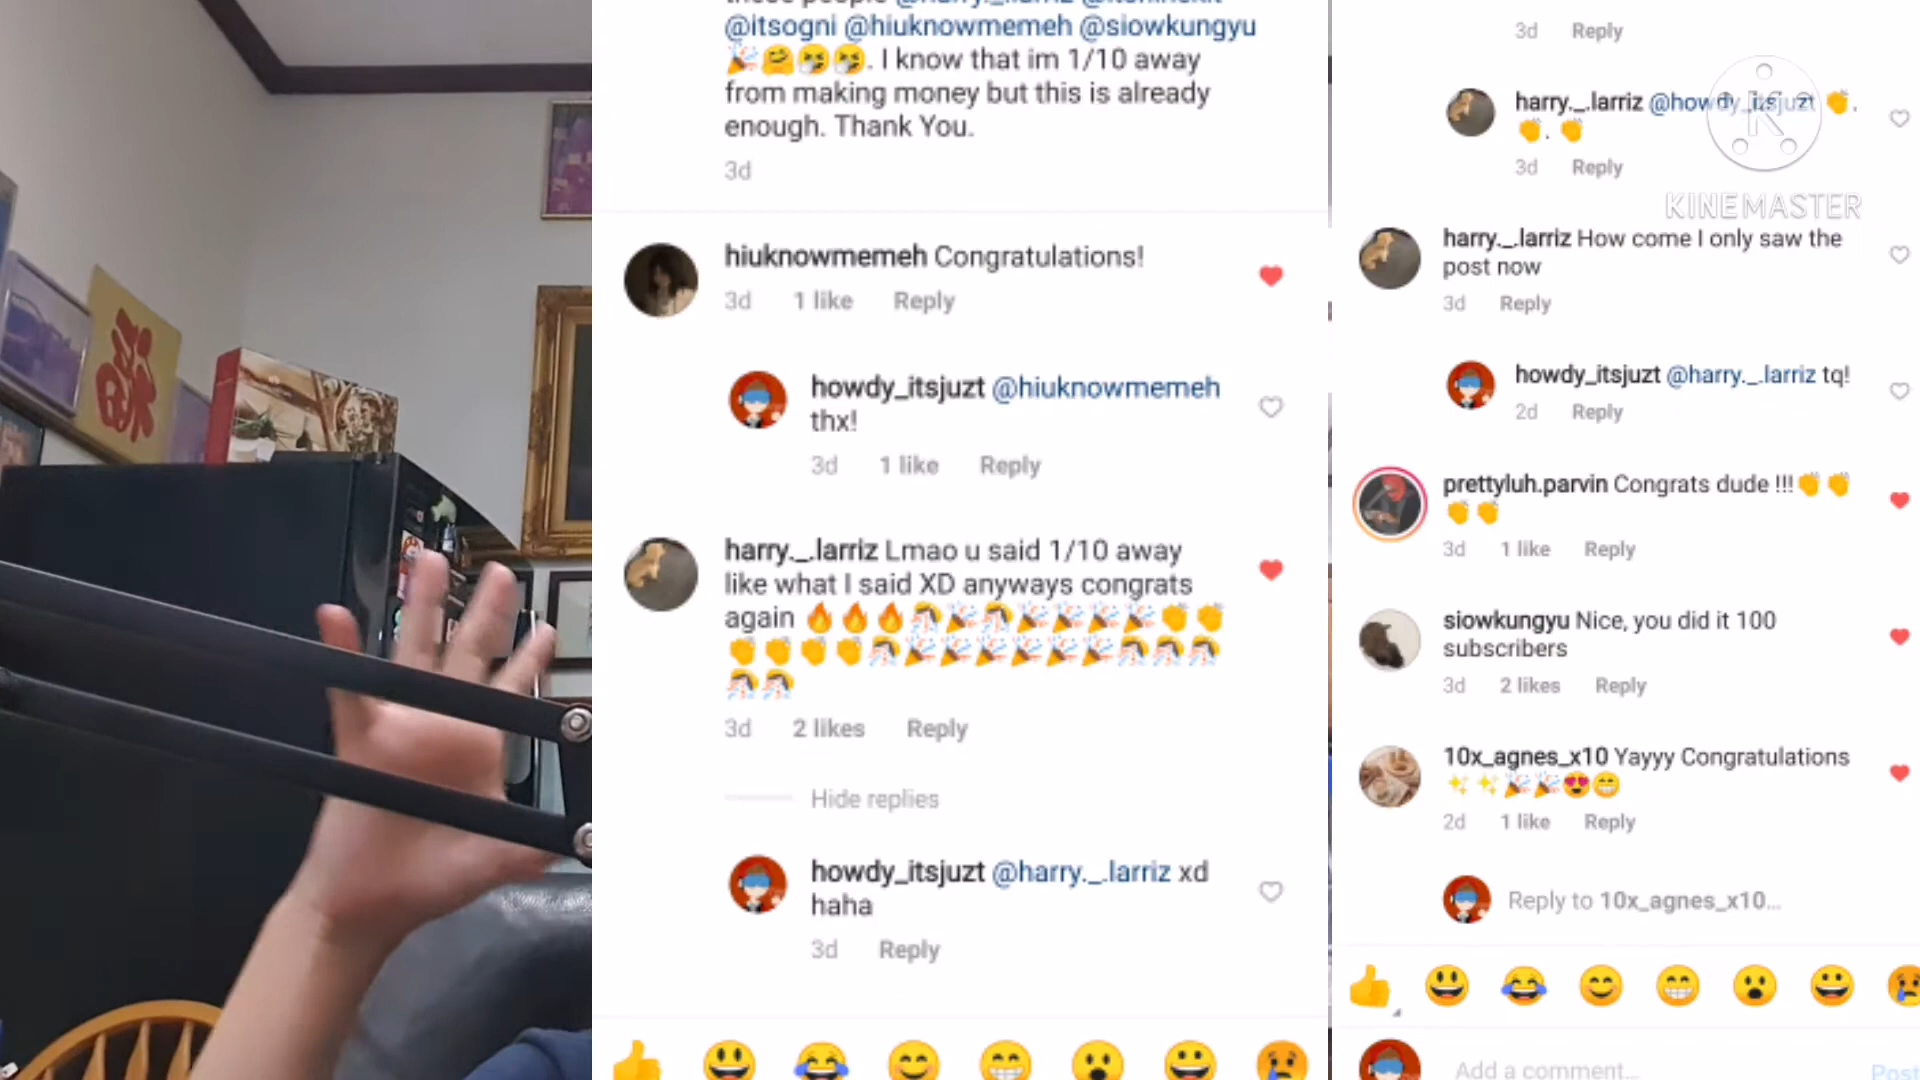 @itsogni @hiuknowmemeh @siowkungyu
🎉🤗🤧🤧. I know that im 1/10 away
from making money but this is already
enough. Thank You.
3d
hiuknowmemeh Congratulations!
3d 1 like Reply
howdy_itsjuzt @hiuknowmemeh
thx!
3d 1 like Reply
harry._.larriz Lmao u said 1/10 away
like what I said XD anyways congrats
again 🔥🔥🔥
3d 2 likes Reply
Hide replies
howdy_itsjuzt @harry._.larriz xd
haha
3d Reply
3d Reply
harry._.larriz @howdy_itsjuzt 👏.
👏. 👏
3d Reply
KINEMASTER
harry._.larriz How come I only saw the
post now
3d Reply
howdy_itsjuzt @harry._.larriz tq!
2d Reply
prettyluh.parvin Congrats dude !!!👏👏
👏👏
3d 1 like Reply
siowkungyu Nice, you did it 100
subscribers
3d 2 likes Reply
10x_agnes_x10 Yayyy Congratulations
✨✨🎉🎉😍😁
2d 1 like Reply
Reply to 10x_agnes_x10...
Add a comment...
Post